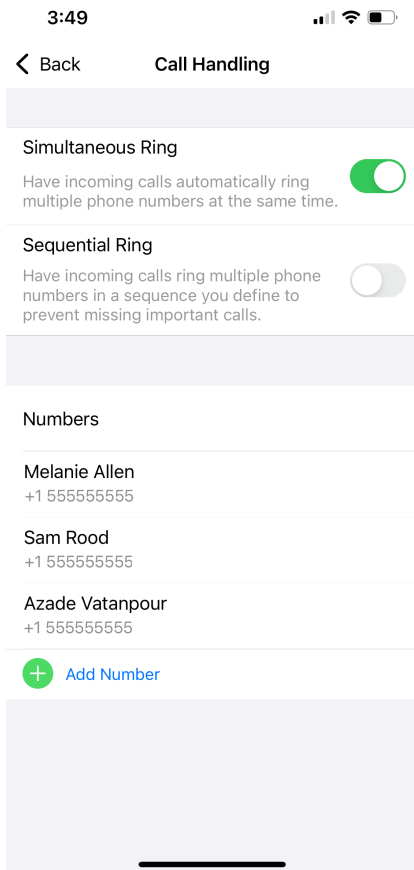 3:49
Back
Call Handling
Simultaneous Ring
Have incoming calls automatically ring
multiple phone numbers at the same time.
Sequential Ring
Have incoming calls ring multiple phone
numbers in a sequence you define to
prevent missing important calls.
Numbers
Melanie Allen
+1 555555555
Sam Rood
+1 555555555
Azade Vatanpour
+1 555555555
Add Number